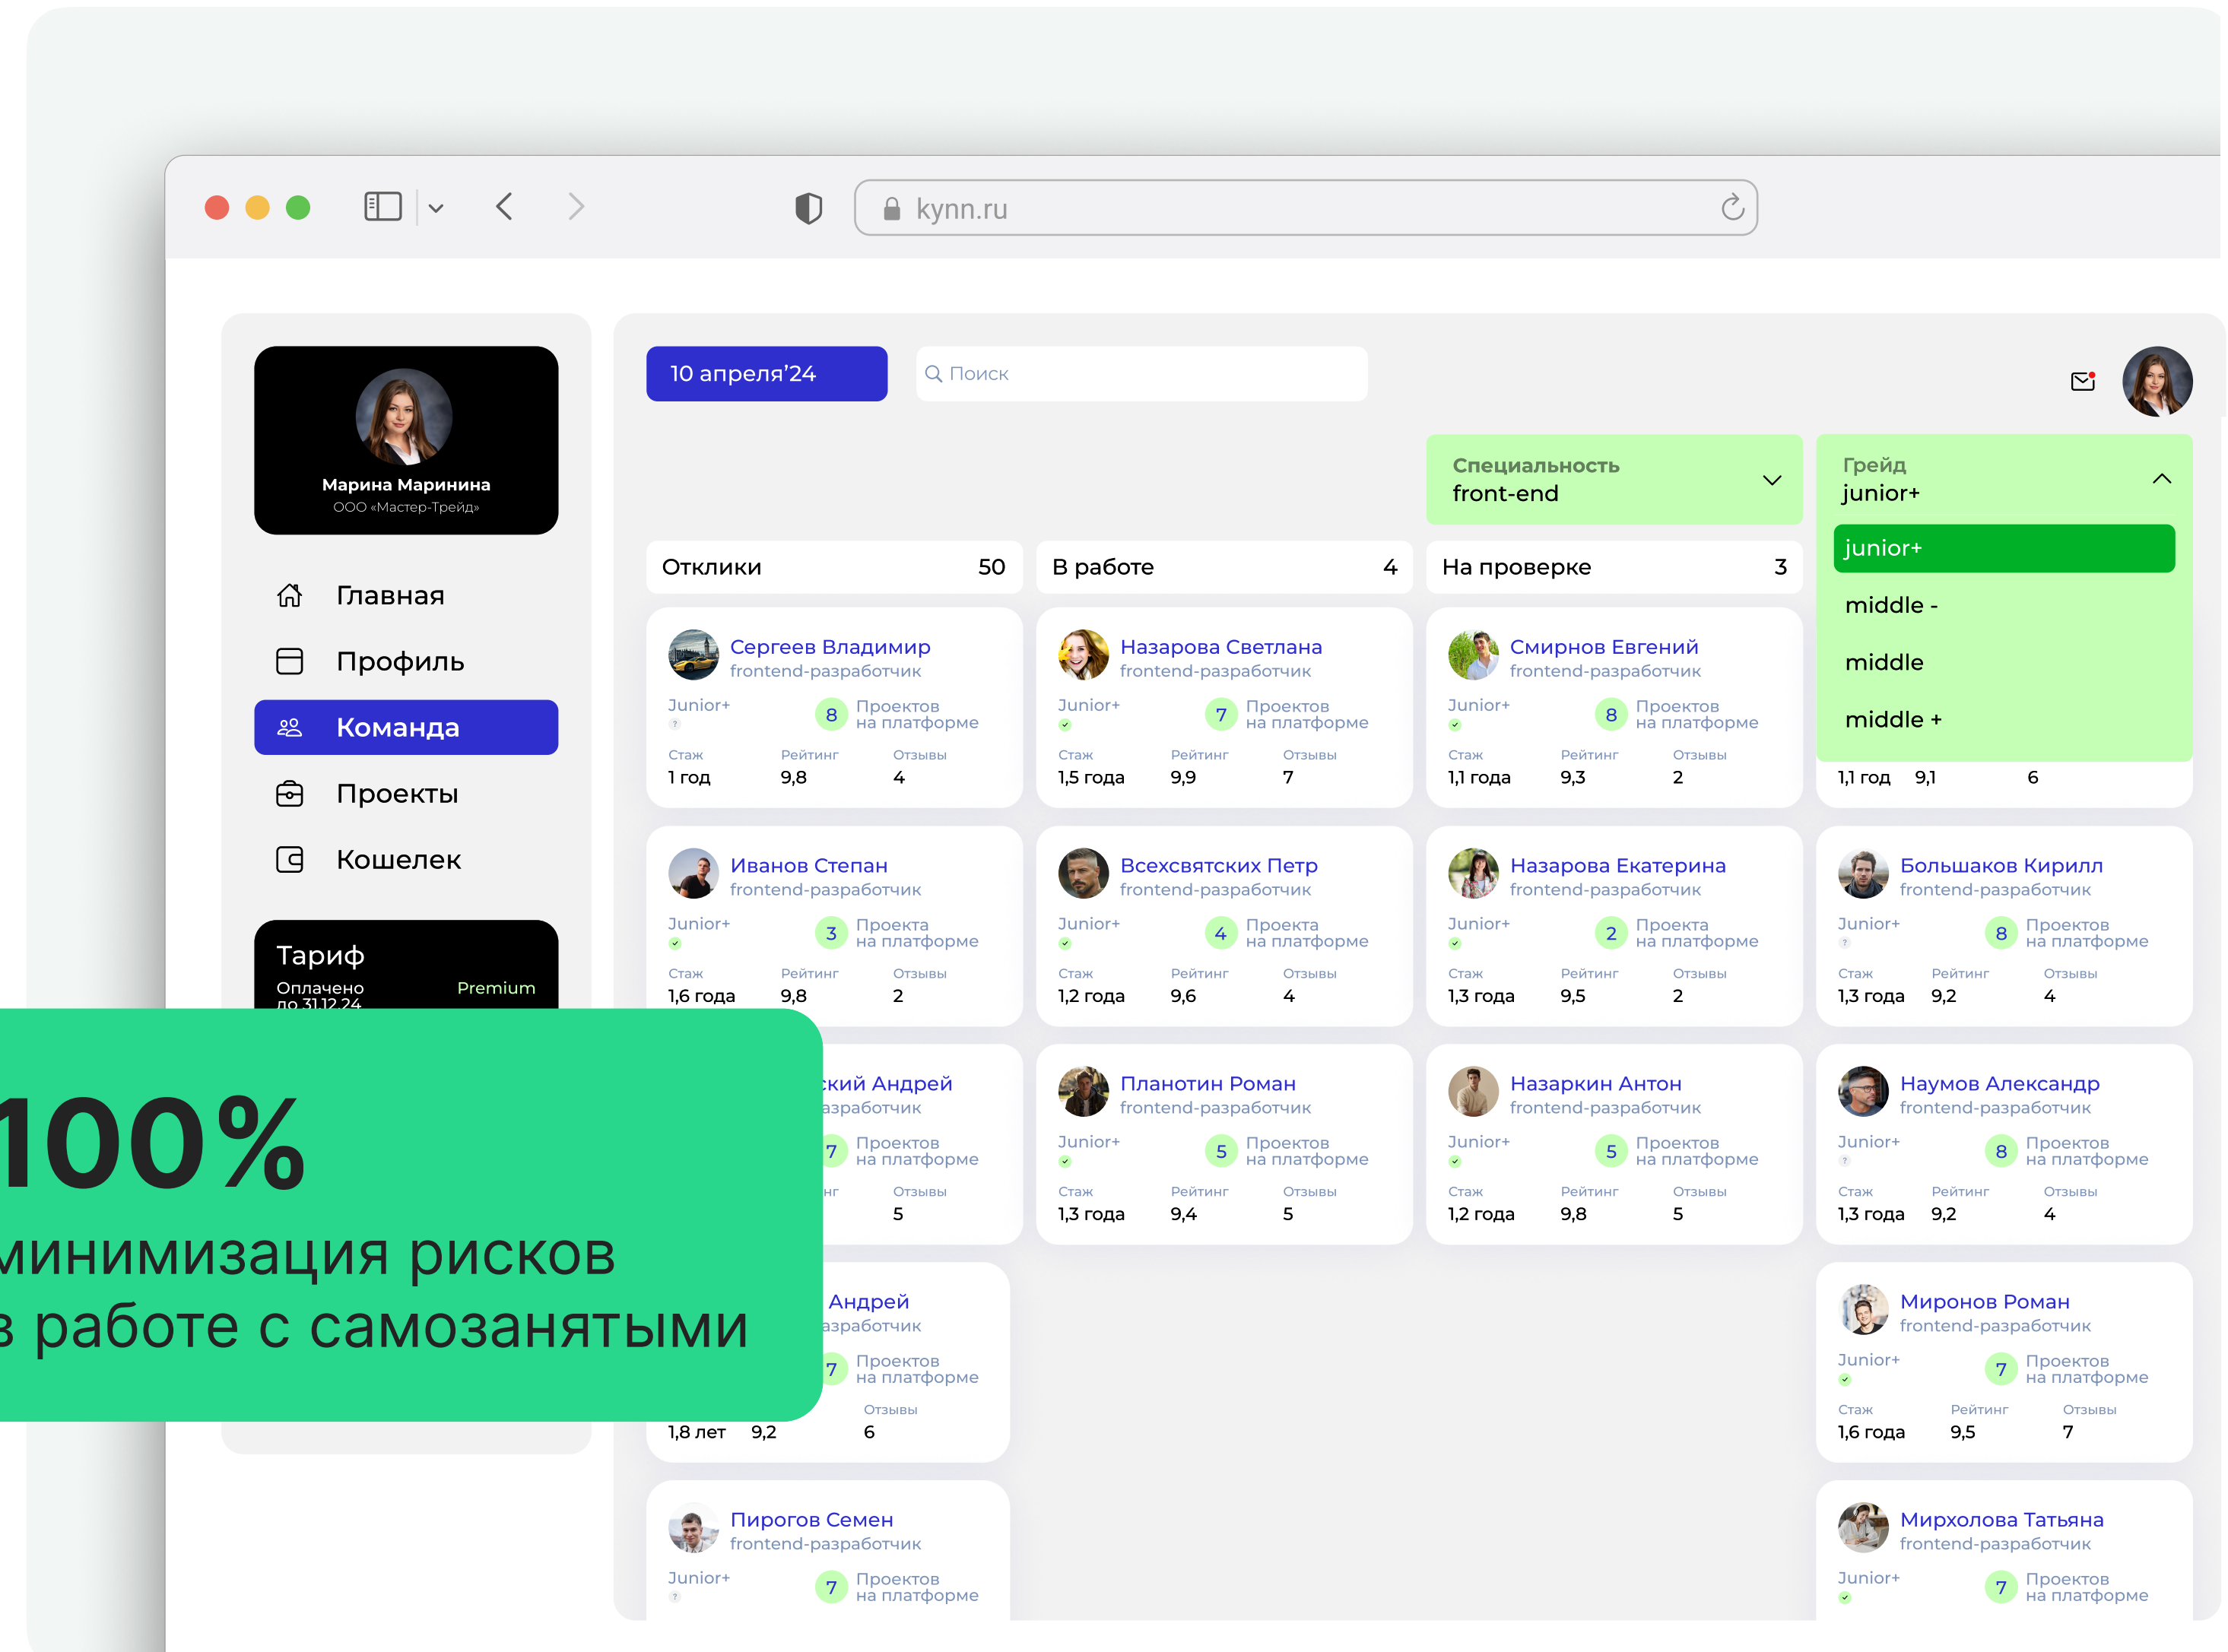 kynn.ru
Марина Маринина
ООО «Мастер-Трейд»
Главная
Профиль
Команда
Проекты
Кошелек
Тариф
Оплачено
до 31.12.24
Premium
100%
минимизация рисков
в работе с самозанятыми
10 апреля’24
Поиск
Специальность
front-end
Грейд
junior+
junior+
middle -
middle
middle +
1,1 год 9,1 6
Отклики 50
Сергеев Владимир
frontend-разработчик
Junior+
?
8 Проектов
на платформе
Стаж Рейтинг Отзывы
1 год 9,8 4
Иванов Степан
frontend-разработчик
Junior+
3 Проекта
на платформе
Стаж Рейтинг Отзывы
1,6 года 9,8 2
ский Андрей
азработчик
7 Проектов
на платформе
нг Отзывы
5
Андрей
азработчик
7 Проектов
на платформе
Отзывы
1,8 лет 9,2 6
Пирогов Семен
frontend-разработчик
Junior+
?
7 Проектов
на платформе
В работе 4
Назарова Светлана
frontend-разработчик
Junior+
7 Проектов
на платформе
Стаж Рейтинг Отзывы
1,5 года 9,9 7
Всехсвятских Петр
frontend-разработчик
Junior+
4 Проекта
на платформе
Стаж Рейтинг Отзывы
1,2 года 9,6 4
Планотин Роман
frontend-разработчик
Junior+
5 Проектов
на платформе
Стаж Рейтинг Отзывы
1,3 года 9,4 5
На проверке 3
Смирнов Евгений
frontend-разработчик
Junior+
8 Проектов
на платформе
Стаж Рейтинг Отзывы
1,1 года 9,3 2
Назарова Екатерина
frontend-разработчик
Junior+
2 Проекта
на платформе
Стаж Рейтинг Отзывы
1,3 года 9,5 2
Назаркин Антон
frontend-разработчик
Junior+
5 Проектов
на платформе
Стаж Рейтинг Отзывы
1,2 года 9,8 5
Большаков Кирилл
frontend-разработчик
Junior+
?
8 Проектов
на платформе
Стаж Рейтинг Отзывы
1,3 года 9,2 4
Наумов Александр
frontend-разработчик
Junior+
?
8 Проектов
на платформе
Стаж Рейтинг Отзывы
1,3 года 9,2 4
Миронов Роман
frontend-разработчик
Junior+
7 Проектов
на платформе
Стаж Рейтинг Отзывы
1,6 года 9,5 7
Мирхолова Татьяна
frontend-разработчик
Junior+
7 Проектов
на платформе